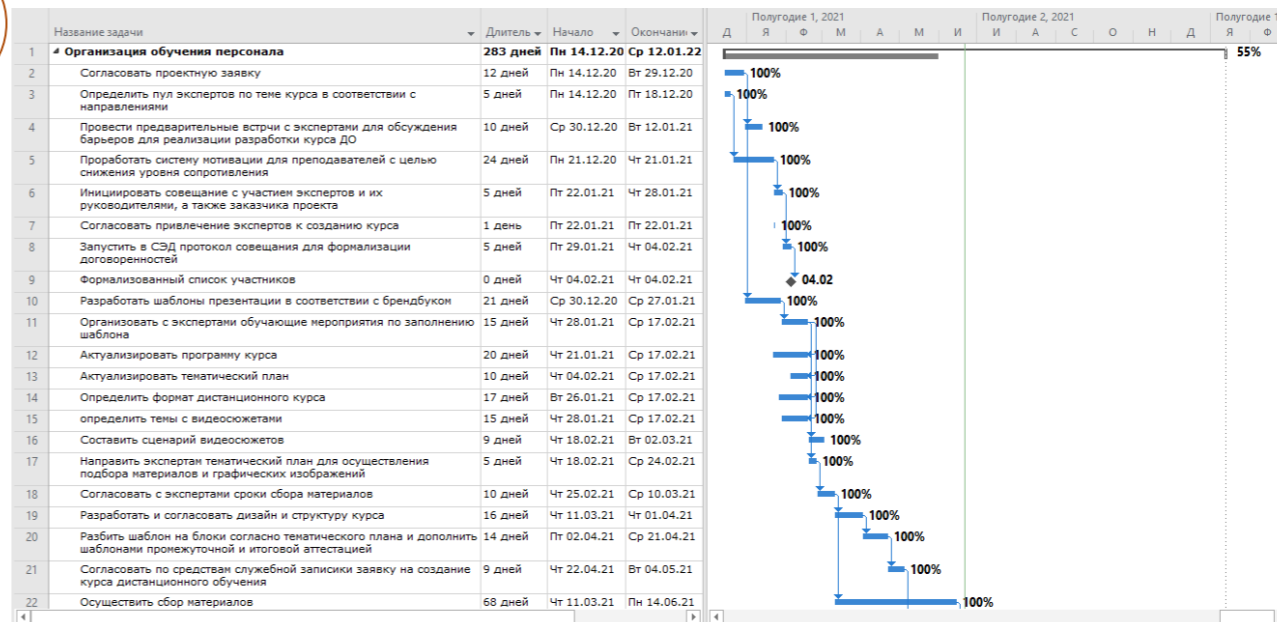 Полугодие 1, 2021 Полугодие 2, 2021 Полугодие 1
Название задачи Длитель Начало Окончани Д Я Ф М А М И И А С О Н Д Я Ф
1 Организация обучения персонала 283 дней Пн 14.12.20 Ср 12.01.22 55%
2 Согласовать проектную заявку 12 дней Пн 14.12.20 Вт 29.12.20 100%
3 Определить пул экспертов по теме курса в соответствии с 5 дней Пн 14.12.20 Пт 18.12.20 100%
направлениями
4 Провести предварительные встрчи с экспертами для обсуждения 10 дней Ср 30.12.20 Вт 12.01.21 100%
барьеров для реализации разработки курса ДО
5 Проработать систему мотивации для преподавателей с целью 24 дней Пн 21.12.20 Чт 21.01.21 100%
снижения уровня сопротивления
6 Инициировать совещание с участием экспертов и их 5 дней Пт 22.01.21 Чт 28.01.21 100%
руководителями, а также заказчика проекта
7 Согласовать привлечение экспертов к созданию курса 1 день Пт 22.01.21 Пт 22.01.21 100%
8 Запустить в СЭД протокол совещания для формализации 5 дней Пт 29.01.21 Чт 04.02.21 100%
договоренностей
9 Формализованный список участников 0 дней Чт 04.02.21 Чт 04.02.21 04.02
10 Разработать шаблоны презентации в соответствии с брендбуком 21 дней Ср 30.12.20 Ср 27.01.21 100%
11 Организовать с экспертами обучающие мероприятия по заполнению 15 дней Чт 28.01.21 Ср 17.02.21 100%
шаблона
12 Актуализировать программу курса 20 дней Чт 21.01.21 Ср 17.02.21 100%
13 Актуализировать тематический план 10 дней Чт 04.02.21 Ср 17.02.21 100%
14 Определить формат дистанционного курса 17 дней Вт 26.01.21 Ср 17.02.21 100%
15 определить темы с видеосюжетами 15 дней Чт 28.01.21 Ср 17.02.21 100%
16 Составить сценарий видеосюжетов 9 дней Чт 18.02.21 Вт 02.03.21 100%
17 Направить экспертам тематический план для осуществления 5 дней Чт 18.02.21 Ср 24.02.21 100%
подбора материалов и графических изображений
18 Согласовать с экспертами сроки сбора материалов 10 дней Чт 25.02.21 Ср 10.03.21 100%
19 Разработать и согласовать дизайн и структуру курса 16 дней Чт 11.03.21 Чт 01.04.21 100%
20 Разбить шаблон на блоки согласно тематического плана и дополнить 14 дней Пт 02.04.21 Ср 21.04.21 100%
шаблонами промежуточной и итоговой аттестацией
21 Согласовать по средствам служебной записики заявку на создание 9 дней Чт 22.04.21 Вт 04.05.21 100%
курса дистанционного обучения
22 Осуществить сбор материалов 68 дней Чт 11.03.21 Пн 14.06.21 100%